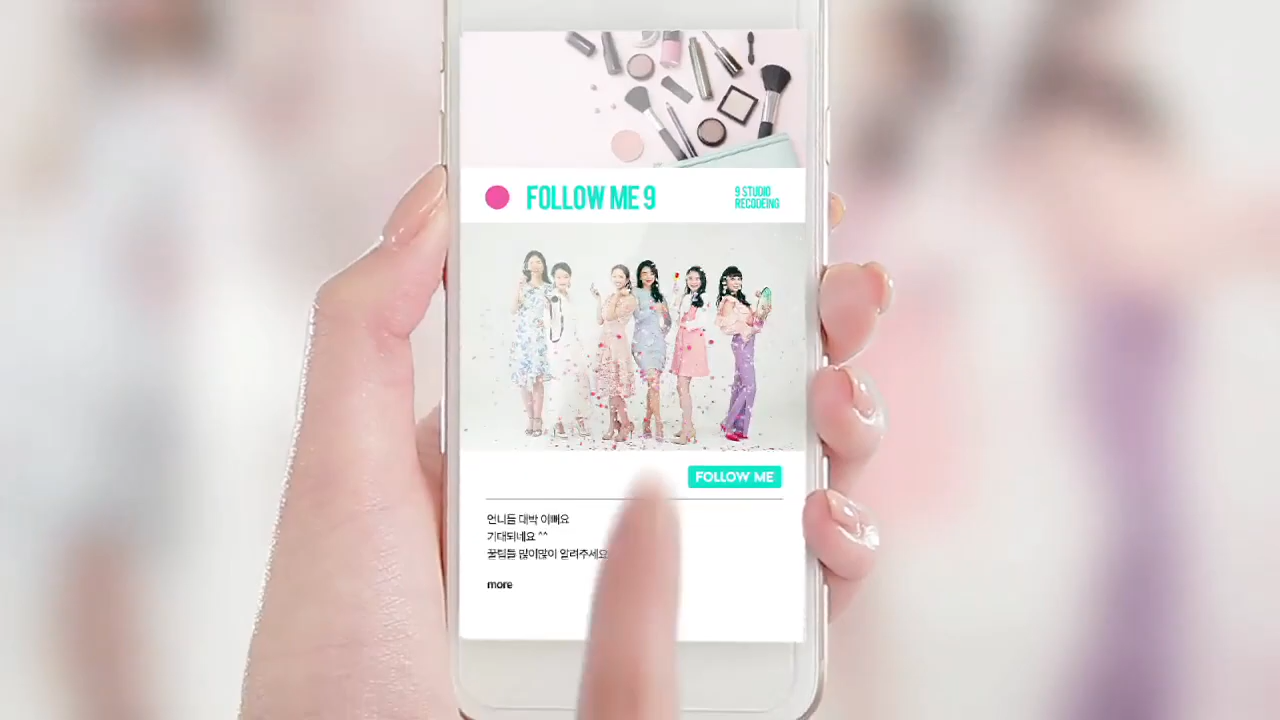 FOLLOW ME 9
9 STUDIO
RECODEING
FOLLOW ME
언니들 대박 이뻐요
기대되네요 ^^
꿀팁들 많이많이 알려주세요
more